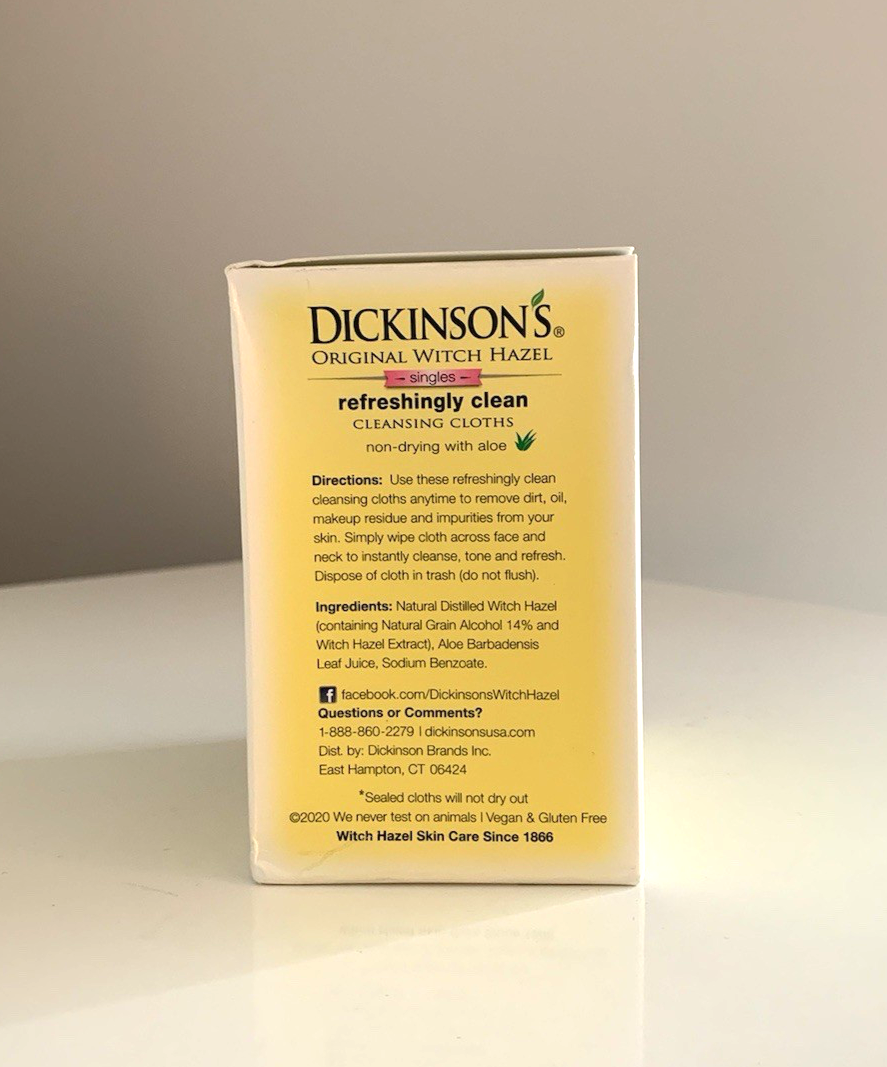 DICKINSON'S®
ORIGINAL WITCH HAZEL
– singles –
refreshingly clean
CLEANSING CLOTHS
non-drying with aloe
Directions: Use these refreshingly clean
cleansing cloths anytime to remove dirt, oil,
makeup residue and impurities from your
skin. Simply wipe cloth across face and
neck to instantly cleanse, tone and refresh.
Dispose of cloth in trash (do not flush).
Ingredients: Natural Distilled Witch Hazel
(containing Natural Grain Alcohol 14% and
Witch Hazel Extract), Aloe Barbadensis
Leaf Juice, Sodium Benzoate.
f facebook.com/DickinsonsWitchHazel
Questions or Comments?
1-888-860-2279 | dickinsonsusa.com
Dist. by: Dickinson Brands Inc.
East Hampton, CT 06424
*Sealed cloths will not dry out
©2020 We never test on animals | Vegan & Gluten Free
Witch Hazel Skin Care Since 1866